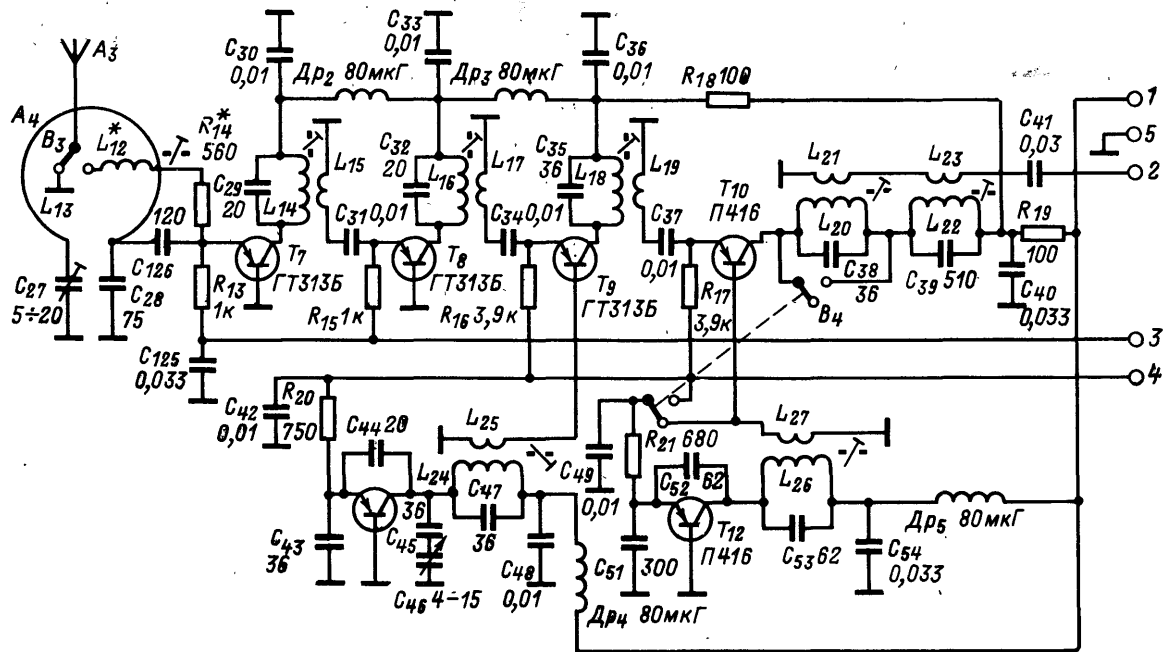 A3
A4
B3
L12*
L13
C27
5÷20
C28
75
120
C126
R14*
560
R13
1к
C125
0,033
C30
0,01
Др2 80мкГ
C33
0,01
Др3 80мкГ
C36
0,01
R18 100
C29
20
L14
L15
C31 0,01
T7
ГТ313Б
R15 1к
C32
20
L16
L17
C34 0,01
T8
ГТ313Б
R16 3,9к
C35
36
L18
L19
C37
0,01
T9
ГТ313Б
R17
3,9к
T10
П416
L21
L23
C41
0,03
L20
C38
36
L22
C39 510
R19
100
C40
0,033
B4
1
5
2
3
4
C42
0,01
R20
750
C44 20
L25
L24
36
C43
36
C45
C46 4-15
C47
36
C48
0,01
Др4 80мкГ
C49
0,01
R21 680
C52
62
C51
300
T12
П416
L27
L26
C53 62
Др5 80мкГ
C54
0,033